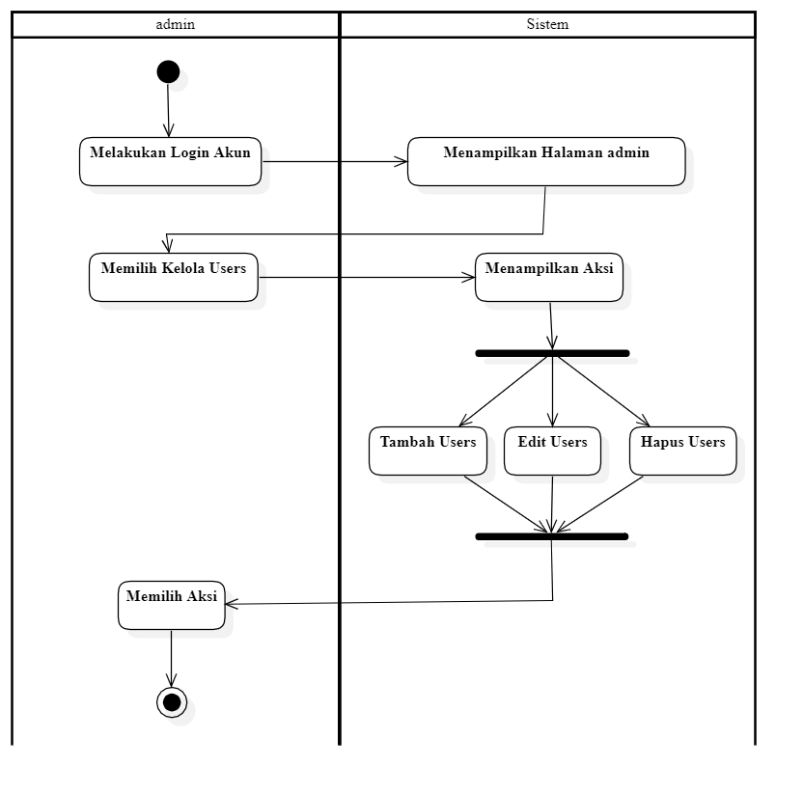 admin
Sistem
Melakukan Login Akun
Menampilkan Halaman admin
Memilih Kelola Users
Menampilkan Aksi
Tambah Users
Edit Users
Hapus Users
Memilih Aksi